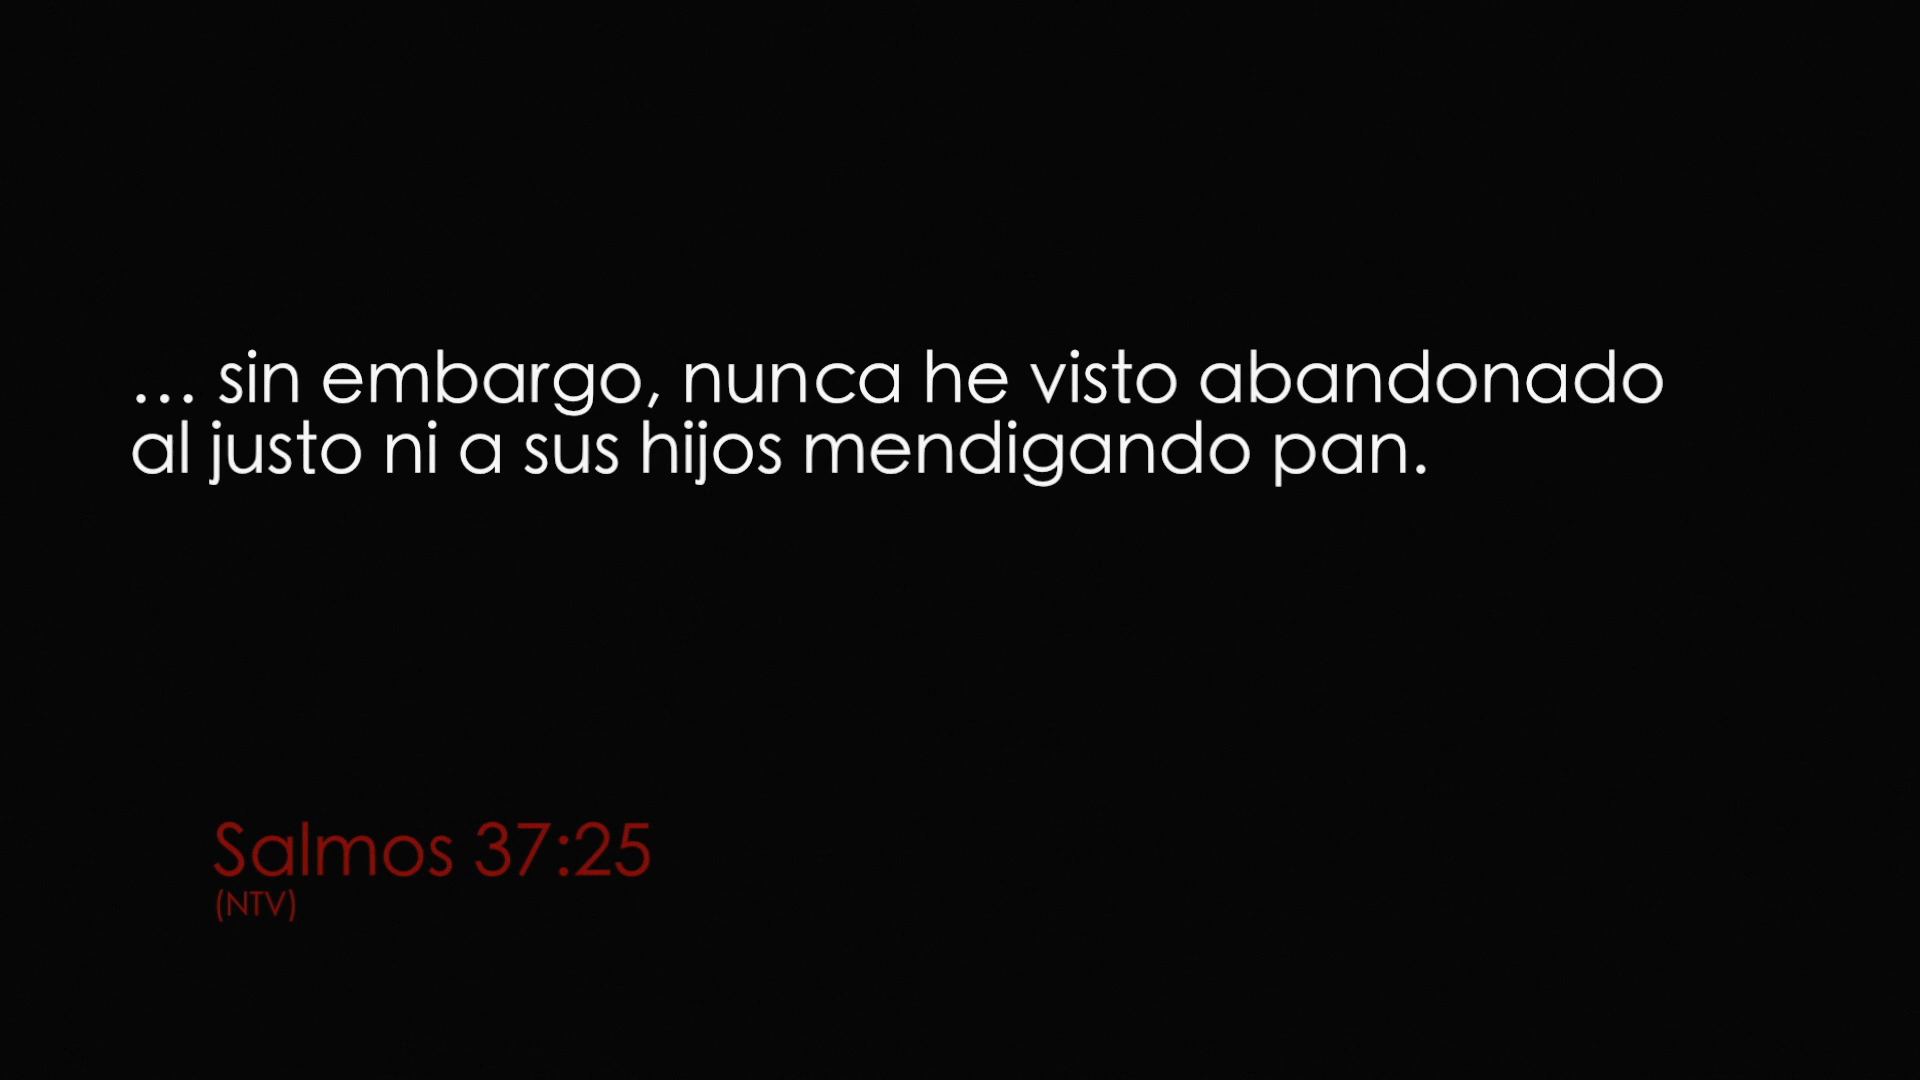 … sin embargo, nunca he visto abandonado
al justo ni a sus hijos mendigando pan.
Salmos 37:25
(NTV)